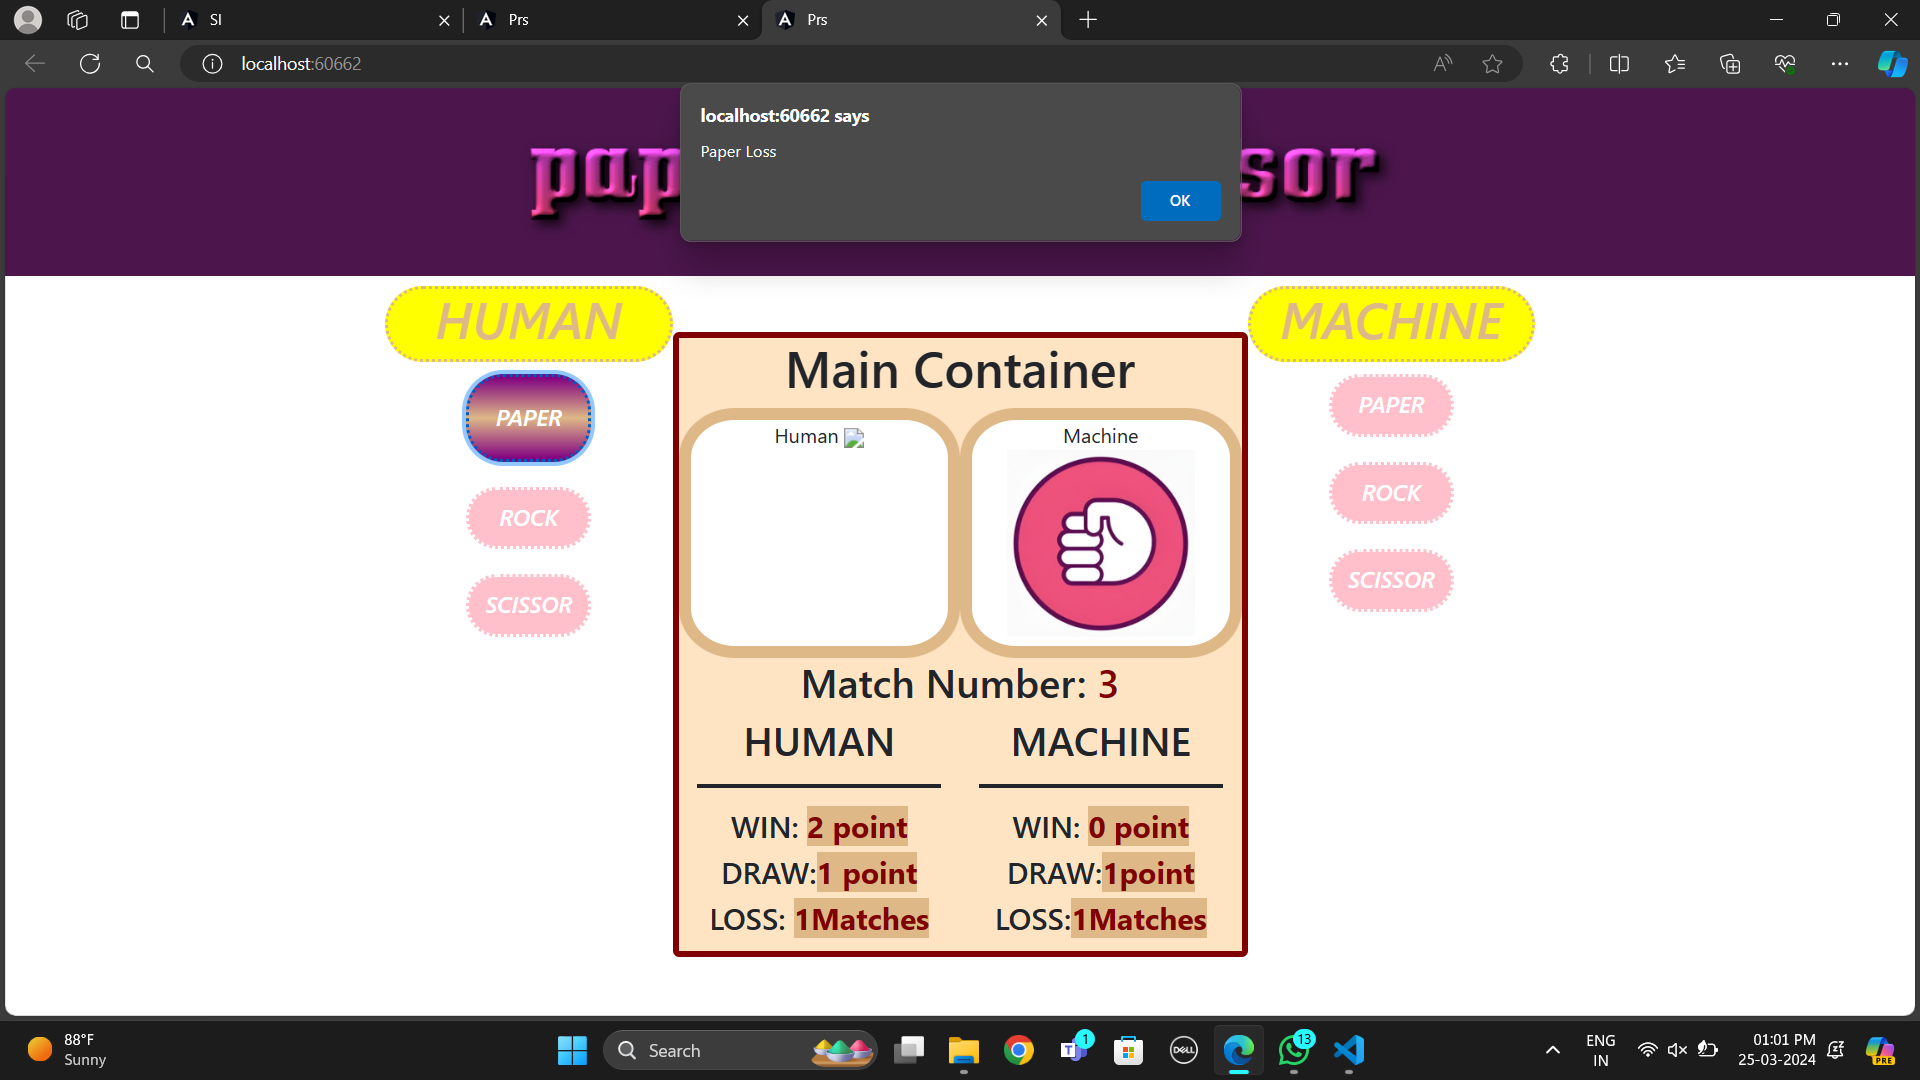 SI
Prs
Prs
localhost:60662
localhost:60662 says
Paper Loss
OK
pap
sor
HUMAN
MACHINE
PAPER
ROCK
SCISSOR
Main Container
Human
Machine
PAPER
ROCK
SCISSOR
Match Number: 3
HUMAN
MACHINE
WIN: 2 point
DRAW:1 point
LOSS: 1Matches
WIN: 0 point
DRAW:1point
LOSS:1Matches
88°F
Sunny
Search
1
DELL
13
ENG
IN
01:01 PM
25-03-2024
PRE